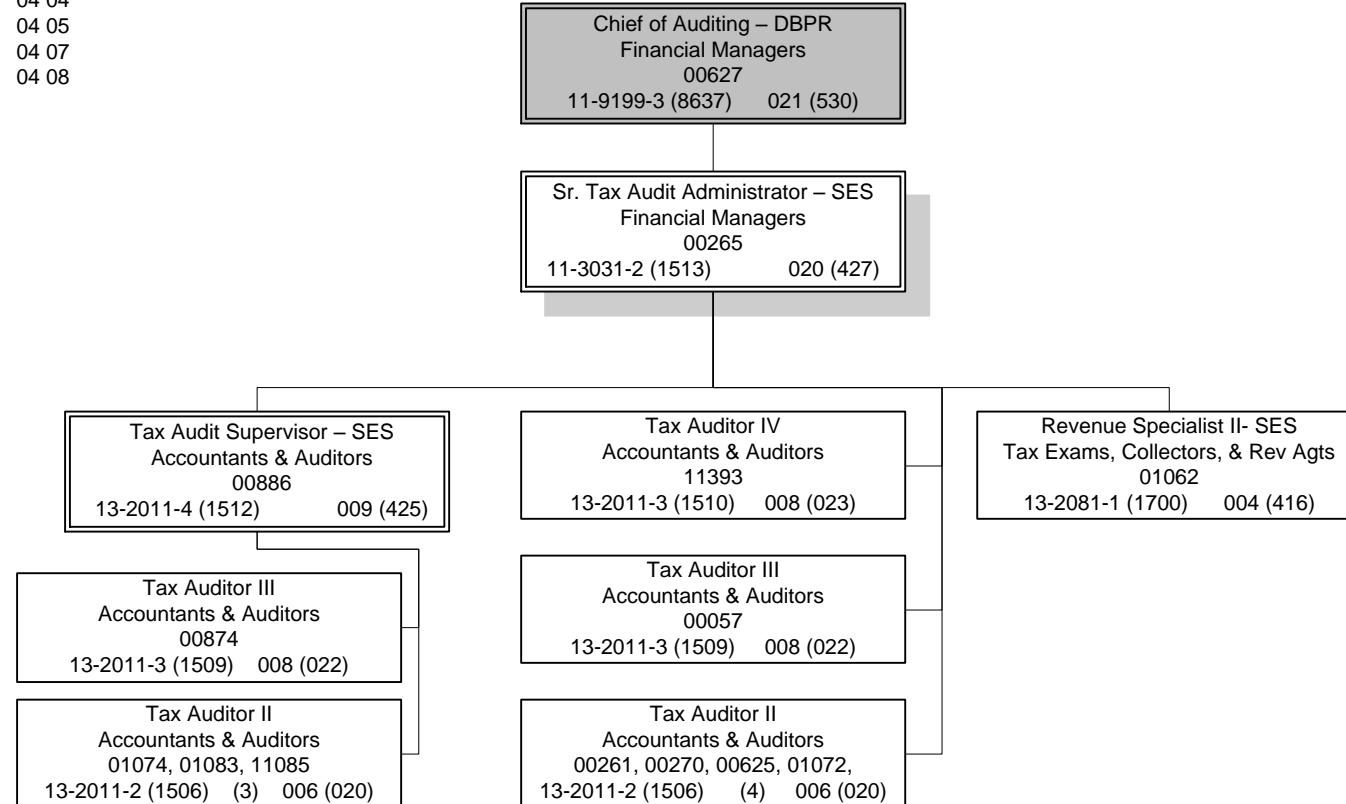 04 04
04 05
04 07
04 08
Chief of Auditing – DBPR
Financial Managers
00627
11-9199-3 (8637) 021 (530)
Sr. Tax Audit Administrator – SES
Financial Managers
00265
11-3031-2 (1513) 020 (427)
Tax Audit Supervisor – SES
Accountants & Auditors
00886
13-2011-4 (1512) 009 (425)
Tax Auditor III
Accountants & Auditors
00874
13-2011-3 (1509) 008 (022)
Tax Auditor II
Accountants & Auditors
01074, 01083, 11085
13-2011-2 (1506) (3) 006 (020)
Tax Auditor IV
Accountants & Auditors
11393
13-2011-3 (1510) 008 (023)
Tax Auditor III
Accountants & Auditors
00057
13-2011-3 (1509) 008 (022)
Tax Auditor II
Accountants & Auditors
00261, 00270, 00625, 01072,
13-2011-2 (1506) (4) 006 (020)
Revenue Specialist II- SES
Tax Exams, Collectors, & Rev Agts
01062
13-2081-1 (1700) 004 (416)